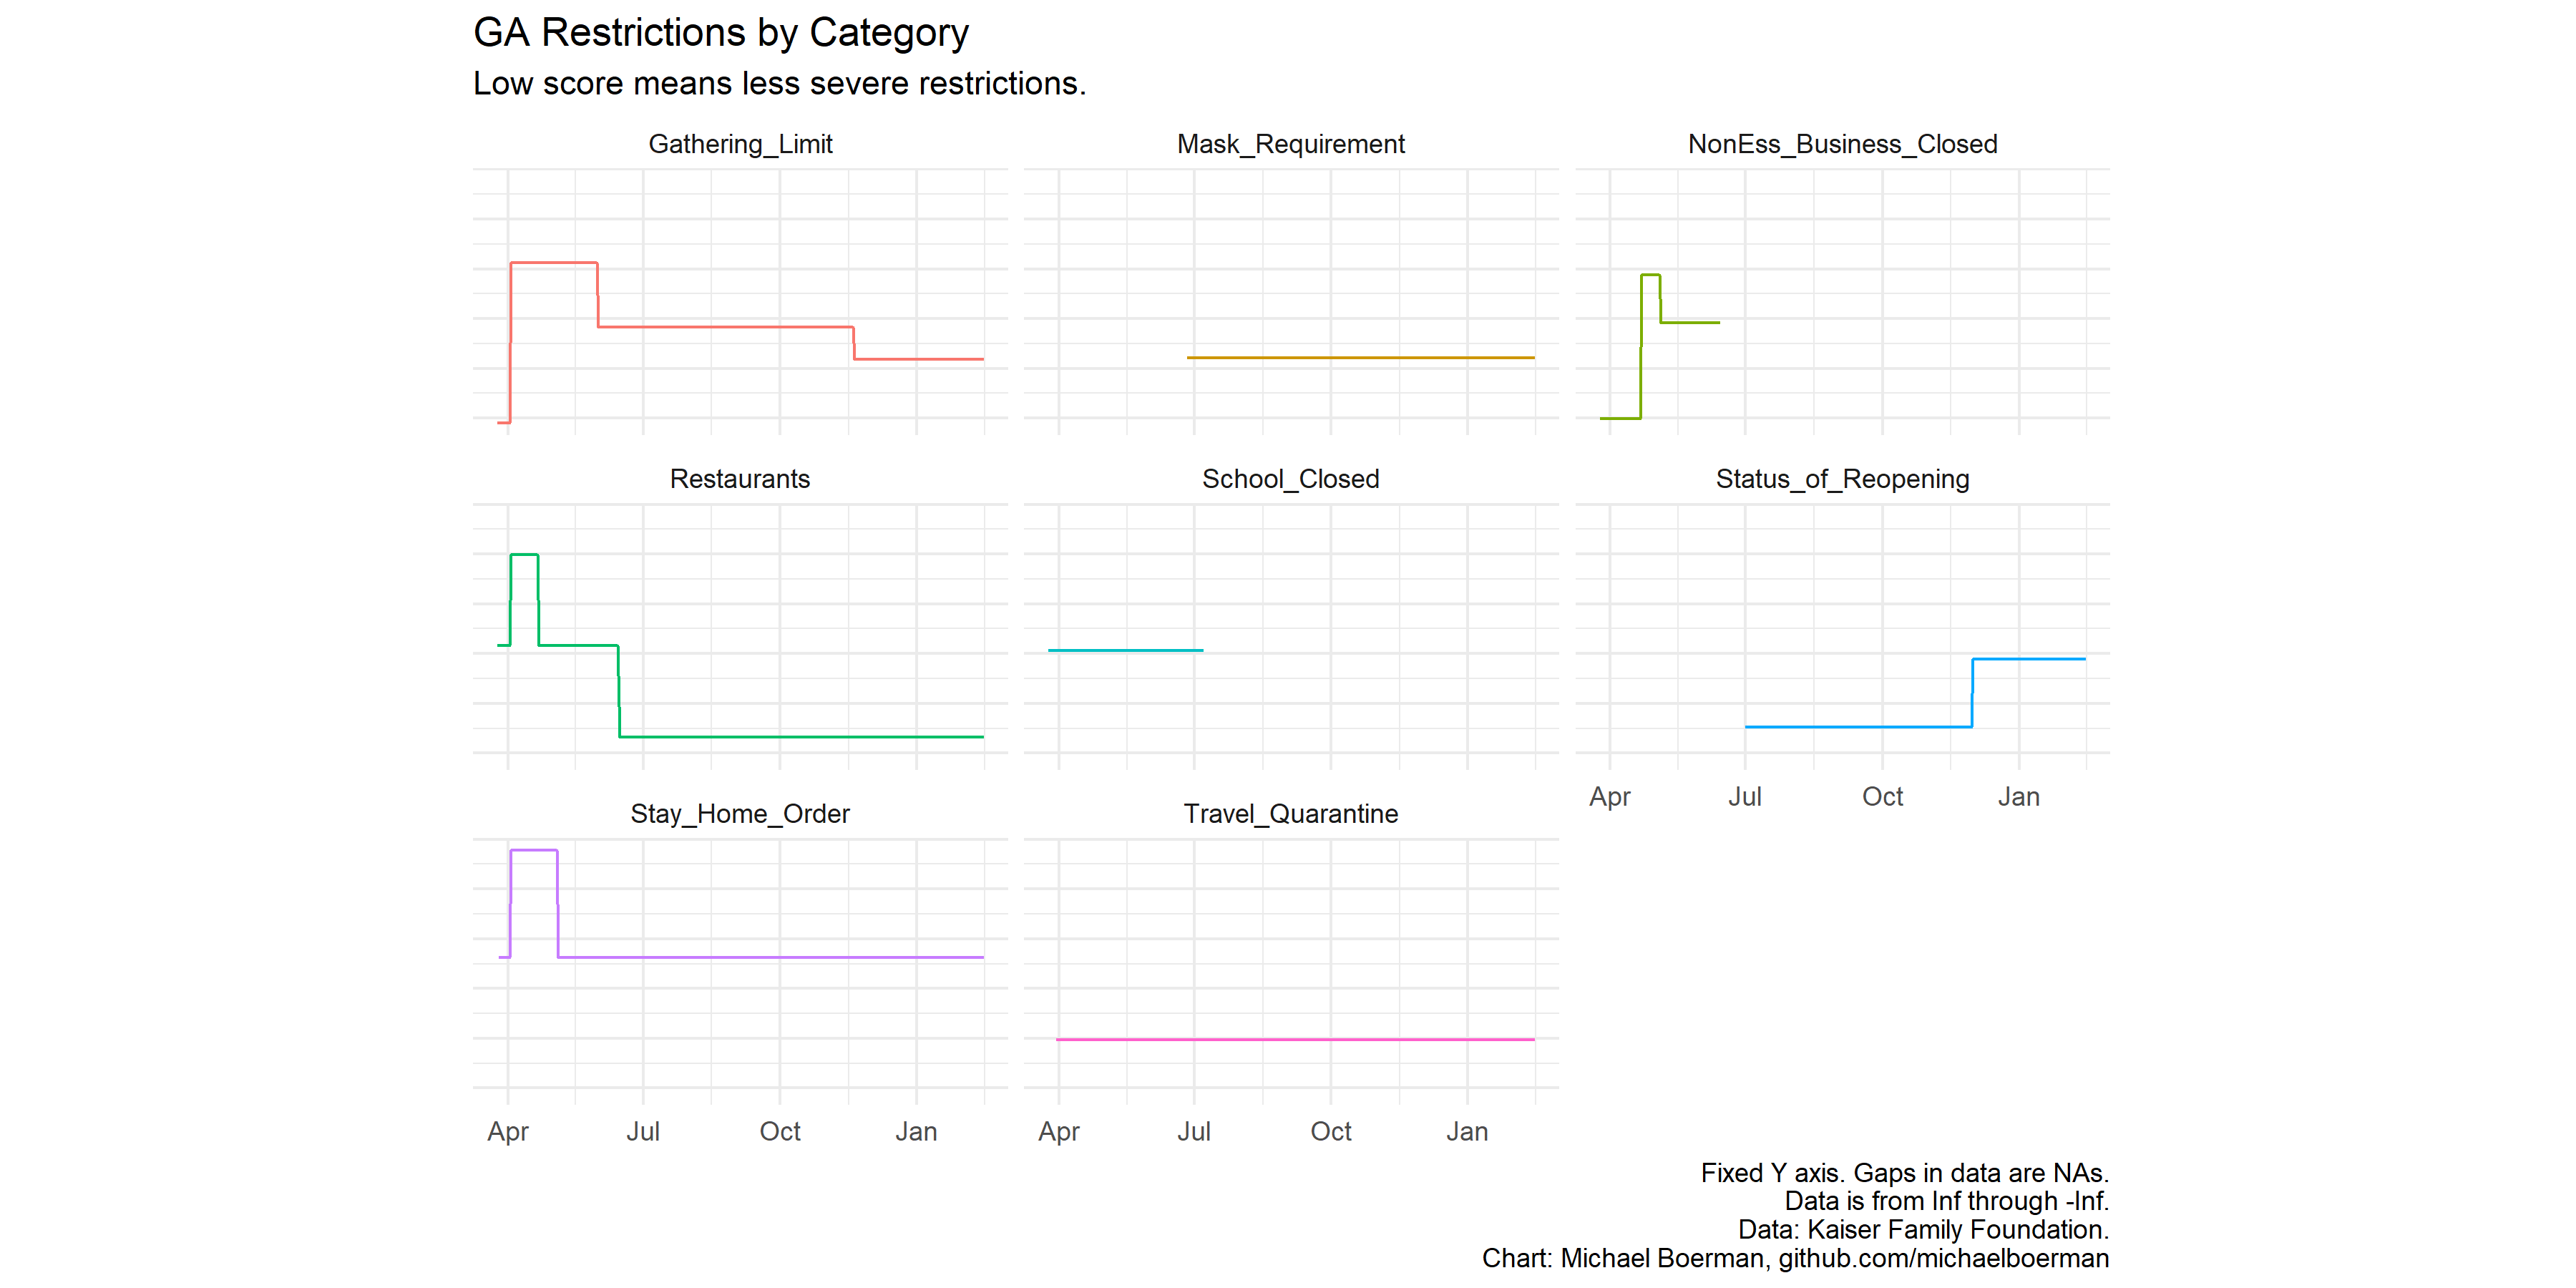 GA Restrictions by Category
Low score means less severe restrictions.
Gathering_Limit
Mask_Requirement
NonEss_Business_Closed
Restaurants
School_Closed
Status_of_Reopening
Apr Jul Oct Jan
Stay_Home_Order
Travel_Quarantine
Apr Jul Oct Jan
Apr Jul Oct Jan
Fixed Y axis. Gaps in data are NAs.
Data is from Inf through -Inf.
Data: Kaiser Family Foundation.
Chart: Michael Boerman, github.com/michaelboerman